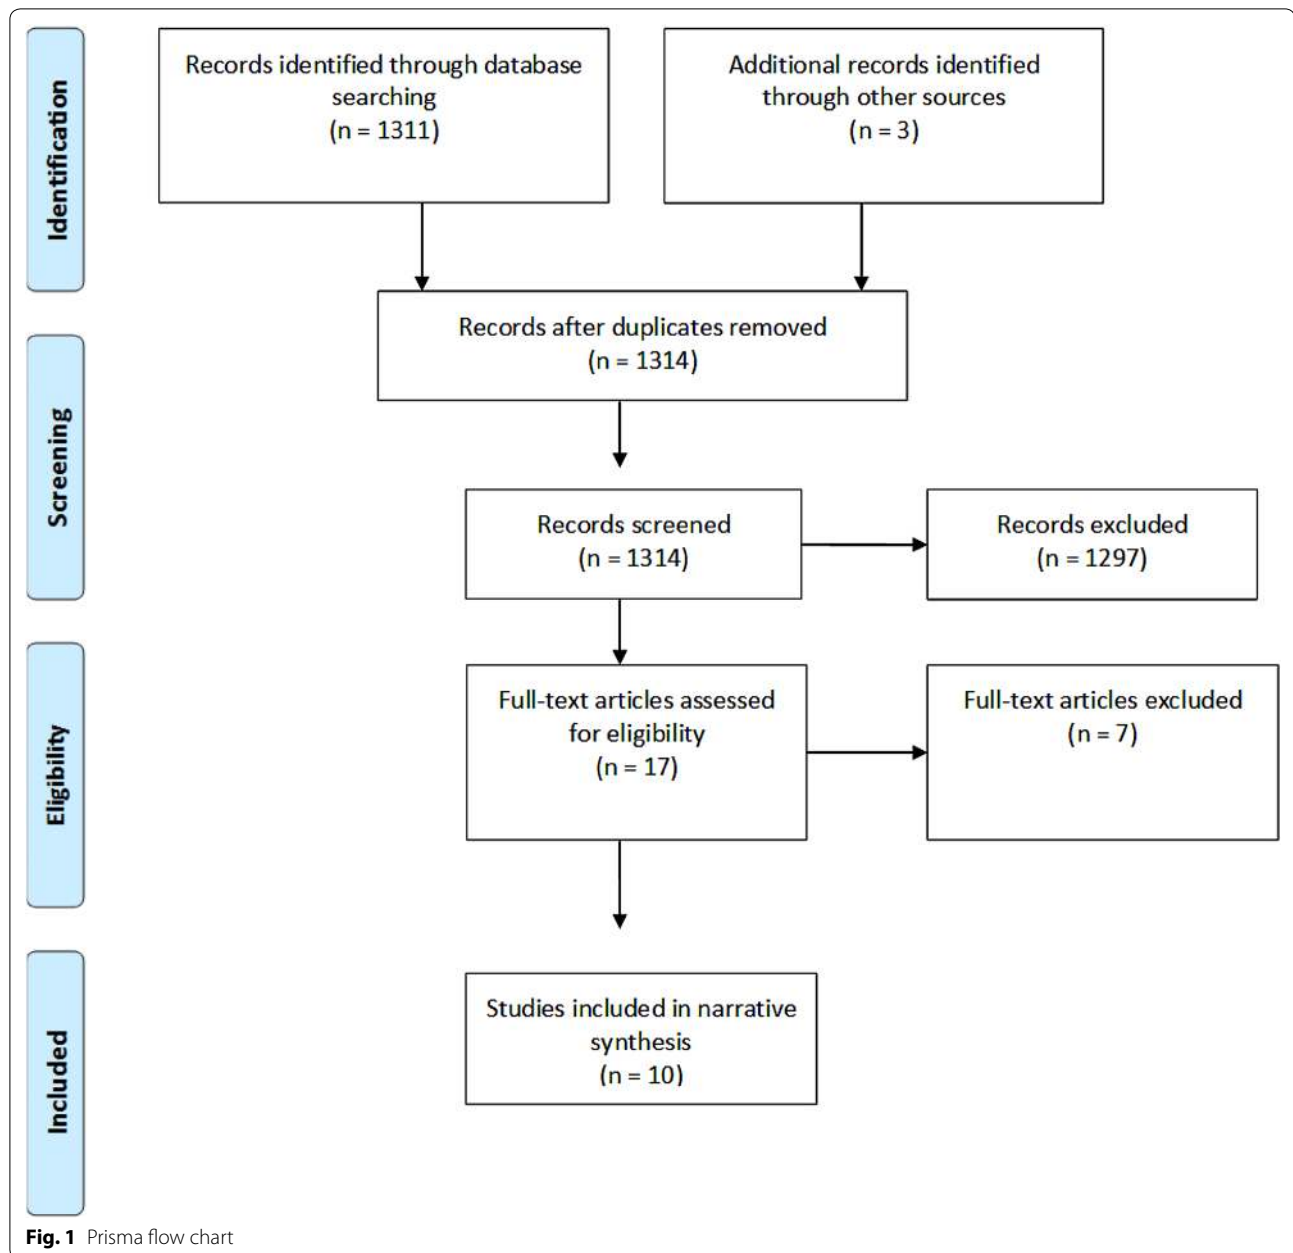 Identification
Records identified through database
searching
(n = 1311)
Additional records identified
through other sources
(n = 3)
Records after duplicates removed
(n = 1314)
Screening
Records screened
(n = 1314)
Records excluded
(n = 1297)
Eligibility
Full-text articles assessed
for eligibility
(n = 17)
Full-text articles excluded
(n = 7)
Included
Studies included in narrative
synthesis
(n = 10)
Fig. 1 Prisma flow chart